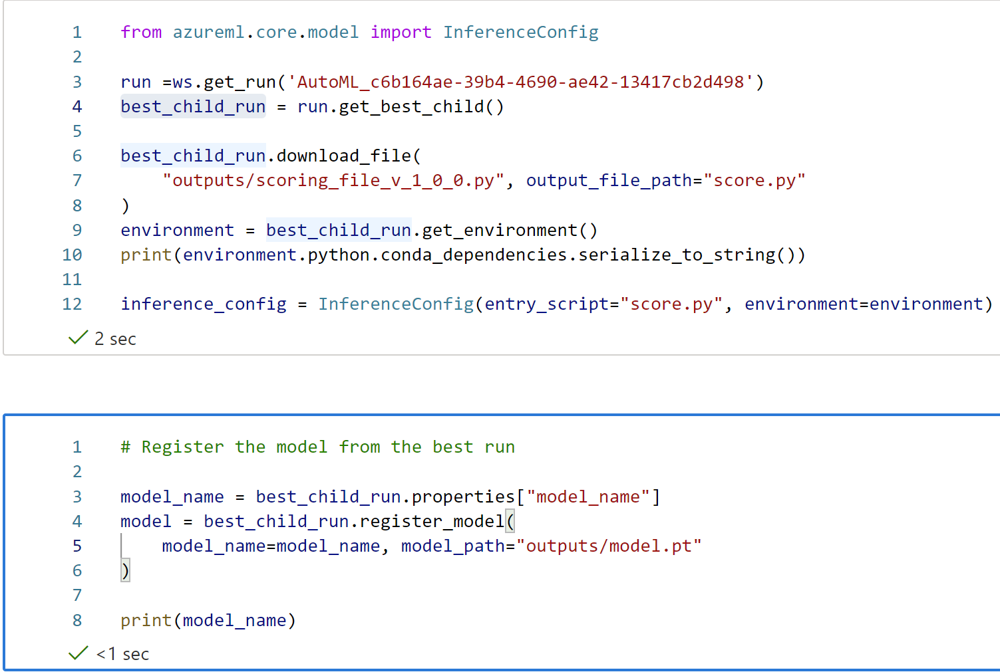 1 from azureml.core.model import InferenceConfig
2
3 run =ws.get_run('AutoML_c6b164ae-39b4-4690-ae42-13417cb2d498')
4 best_child_run = run.get_best_child()
5
6 best_child_run.download_file(
7     "outputs/scoring_file_v_1_0_0.py", output_file_path="score.py"
8 )
9 environment = best_child_run.get_environment()
10 print(environment.python.conda_dependencies.serialize_to_string())
11
12 inference_config = InferenceConfig(entry_script="score.py", environment=environment)
2 sec
1 # Register the model from the best run
2
3 model_name = best_child_run.properties["model_name"]
4 model = best_child_run.register_model(
5     model_name=model_name, model_path="outputs/model.pt"
6 )
7
8 print(model_name)
<1 sec